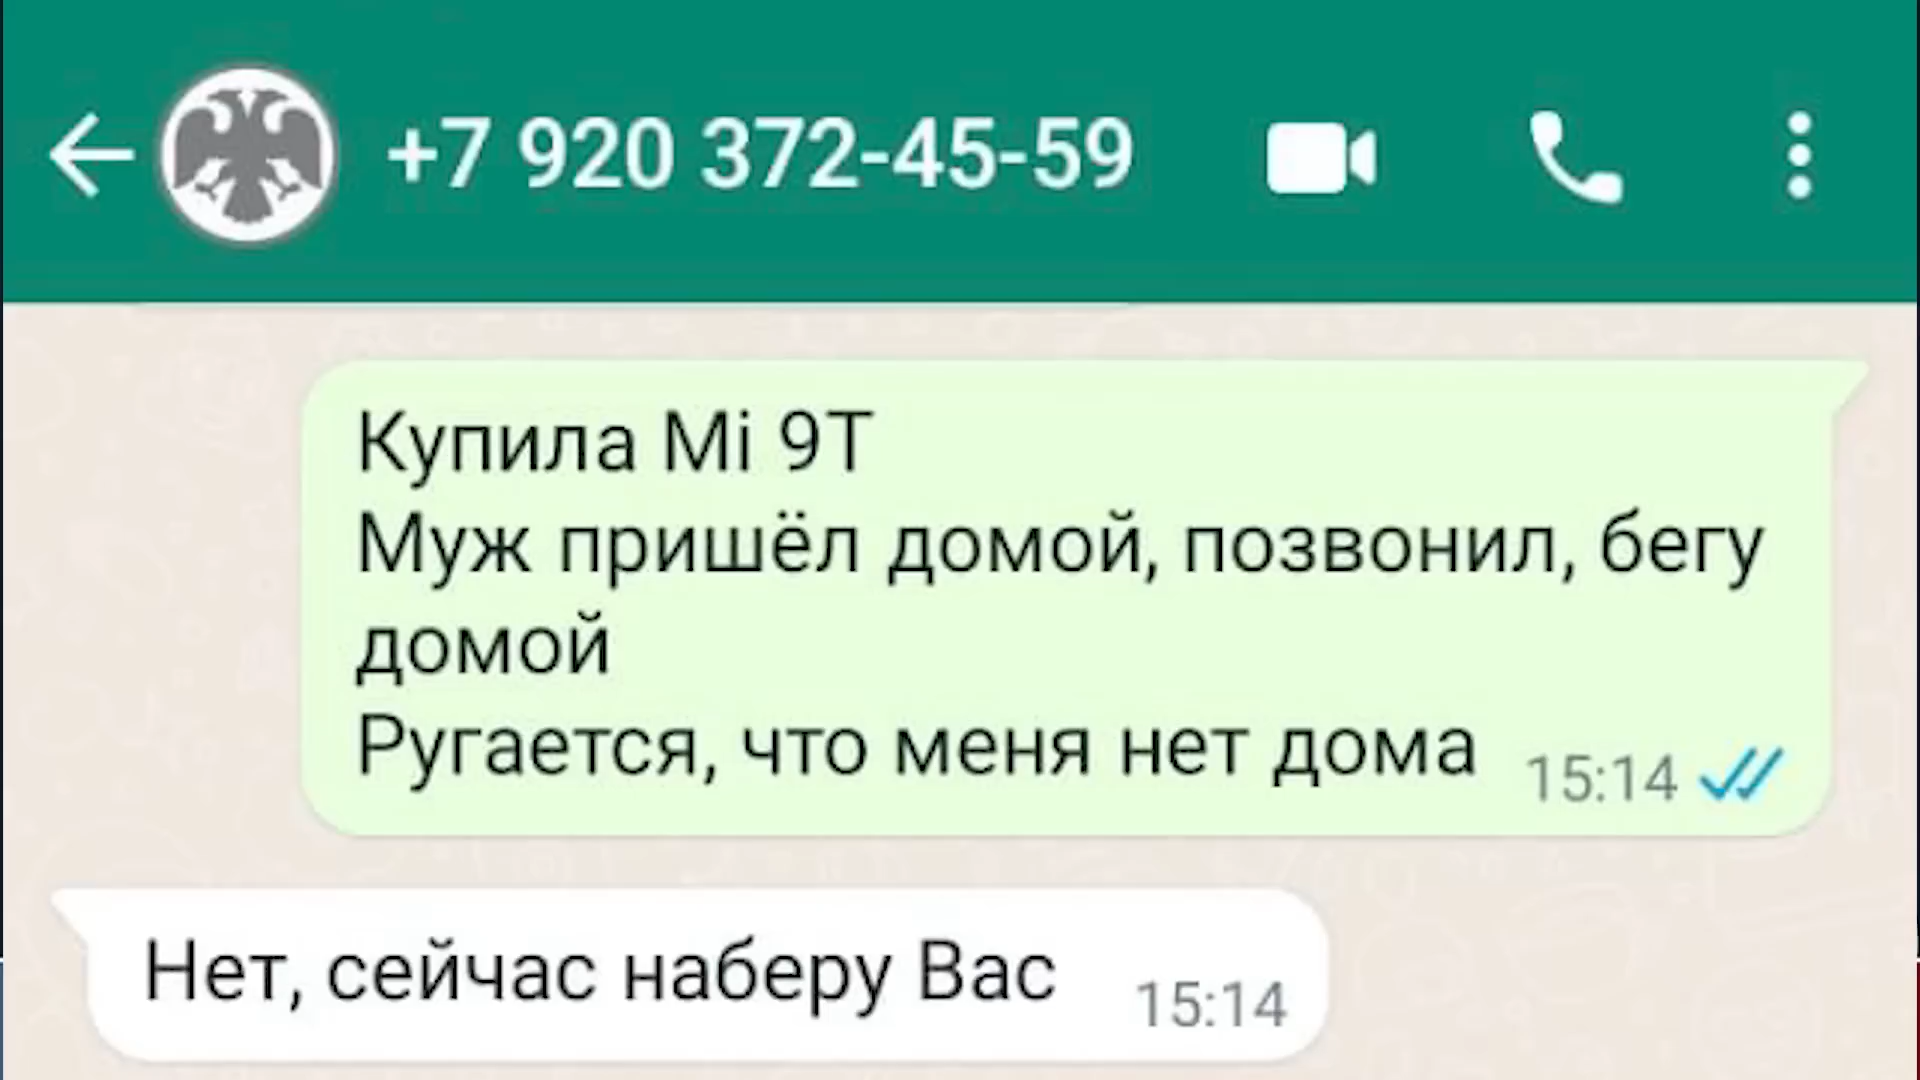 +7 920 372-45-59
Купила Mi 9T
Муж пришёл домой, позвонил, бегу
домой
Ругается, что меня нет дома 15:14
Нет, сейчас наберу Вас 15:14